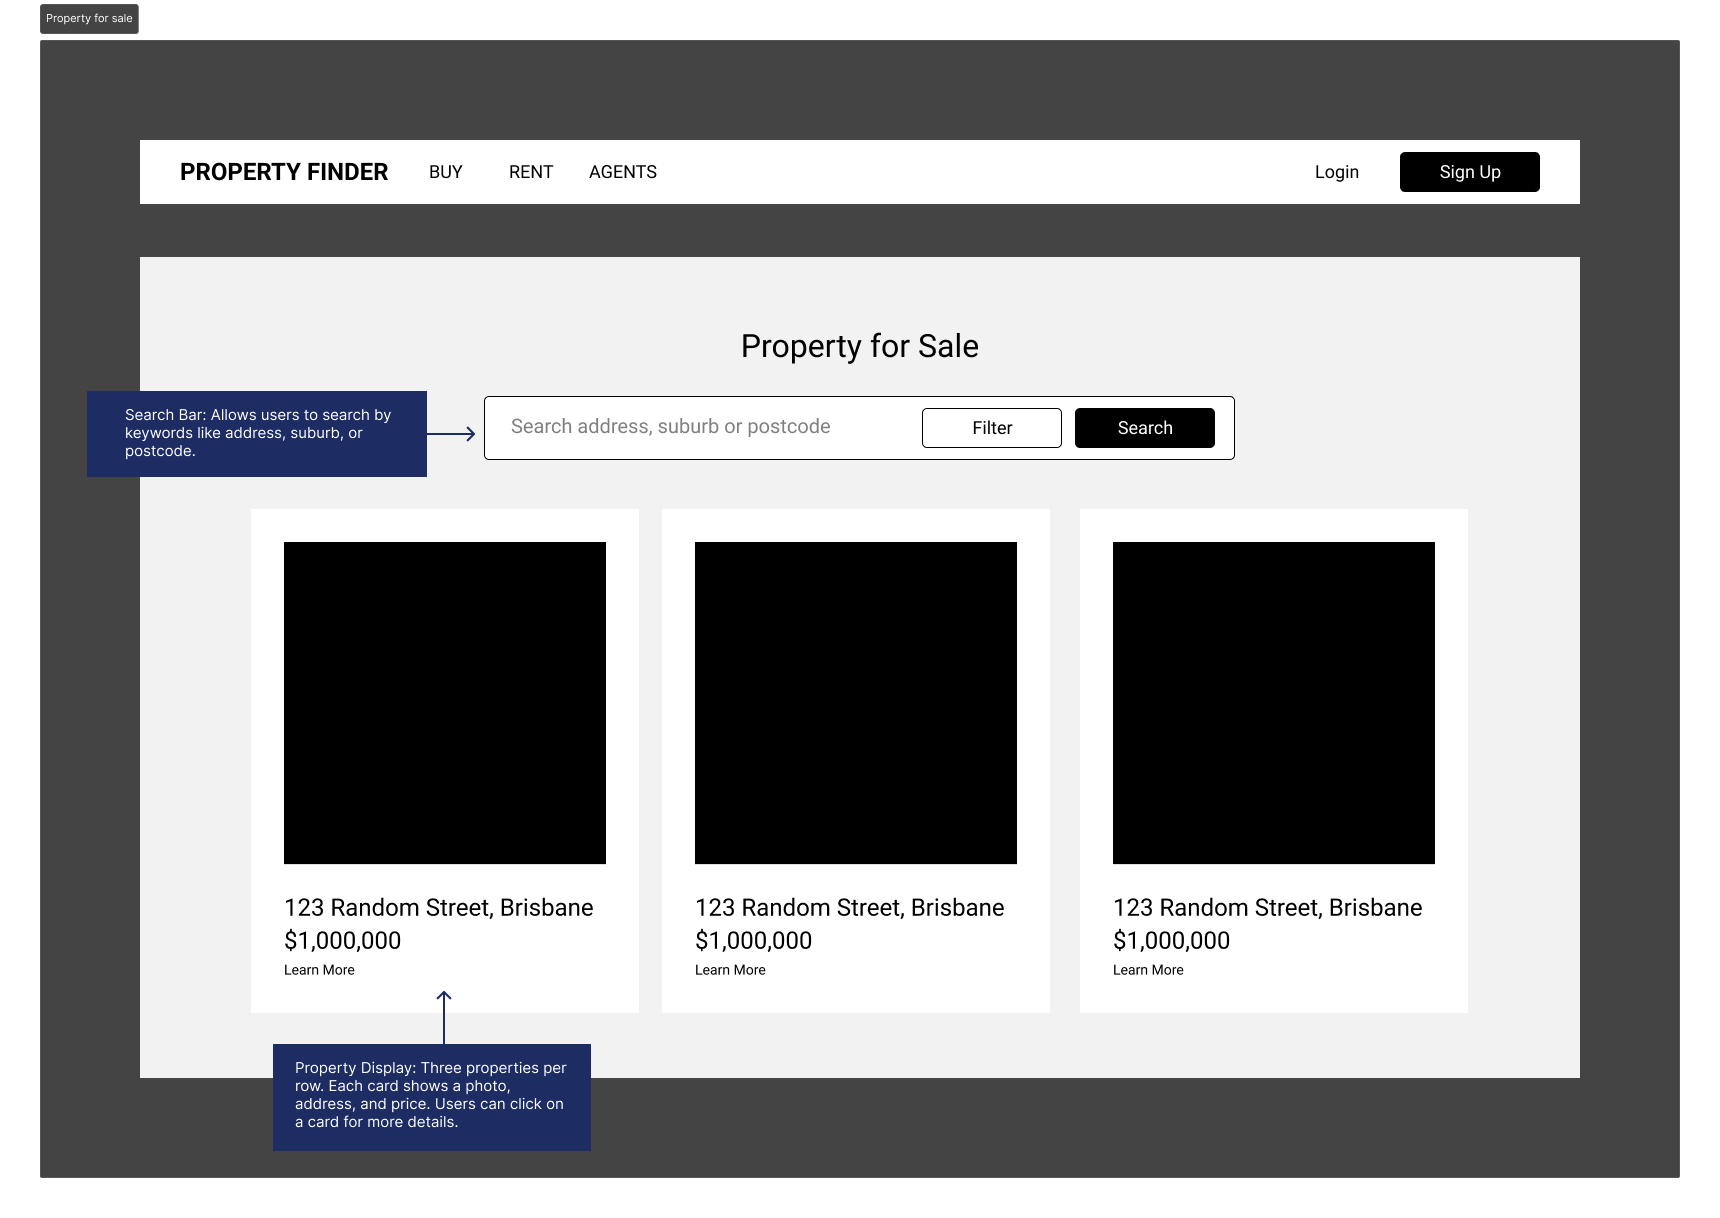 Property for sale
PROPERTY FINDER BUY RENT AGENTS Login Sign Up
Property for Sale
Search Bar: Allows users to search by
keywords like address, suburb, or
postcode.
Search address, suburb or postcode Filter Search
123 Random Street, Brisbane
$1,000,000
Learn More
123 Random Street, Brisbane
$1,000,000
Learn More
123 Random Street, Brisbane
$1,000,000
Learn More
Property Display: Three properties per
row. Each card shows a photo,
address, and price. Users can click on
a card for more details.